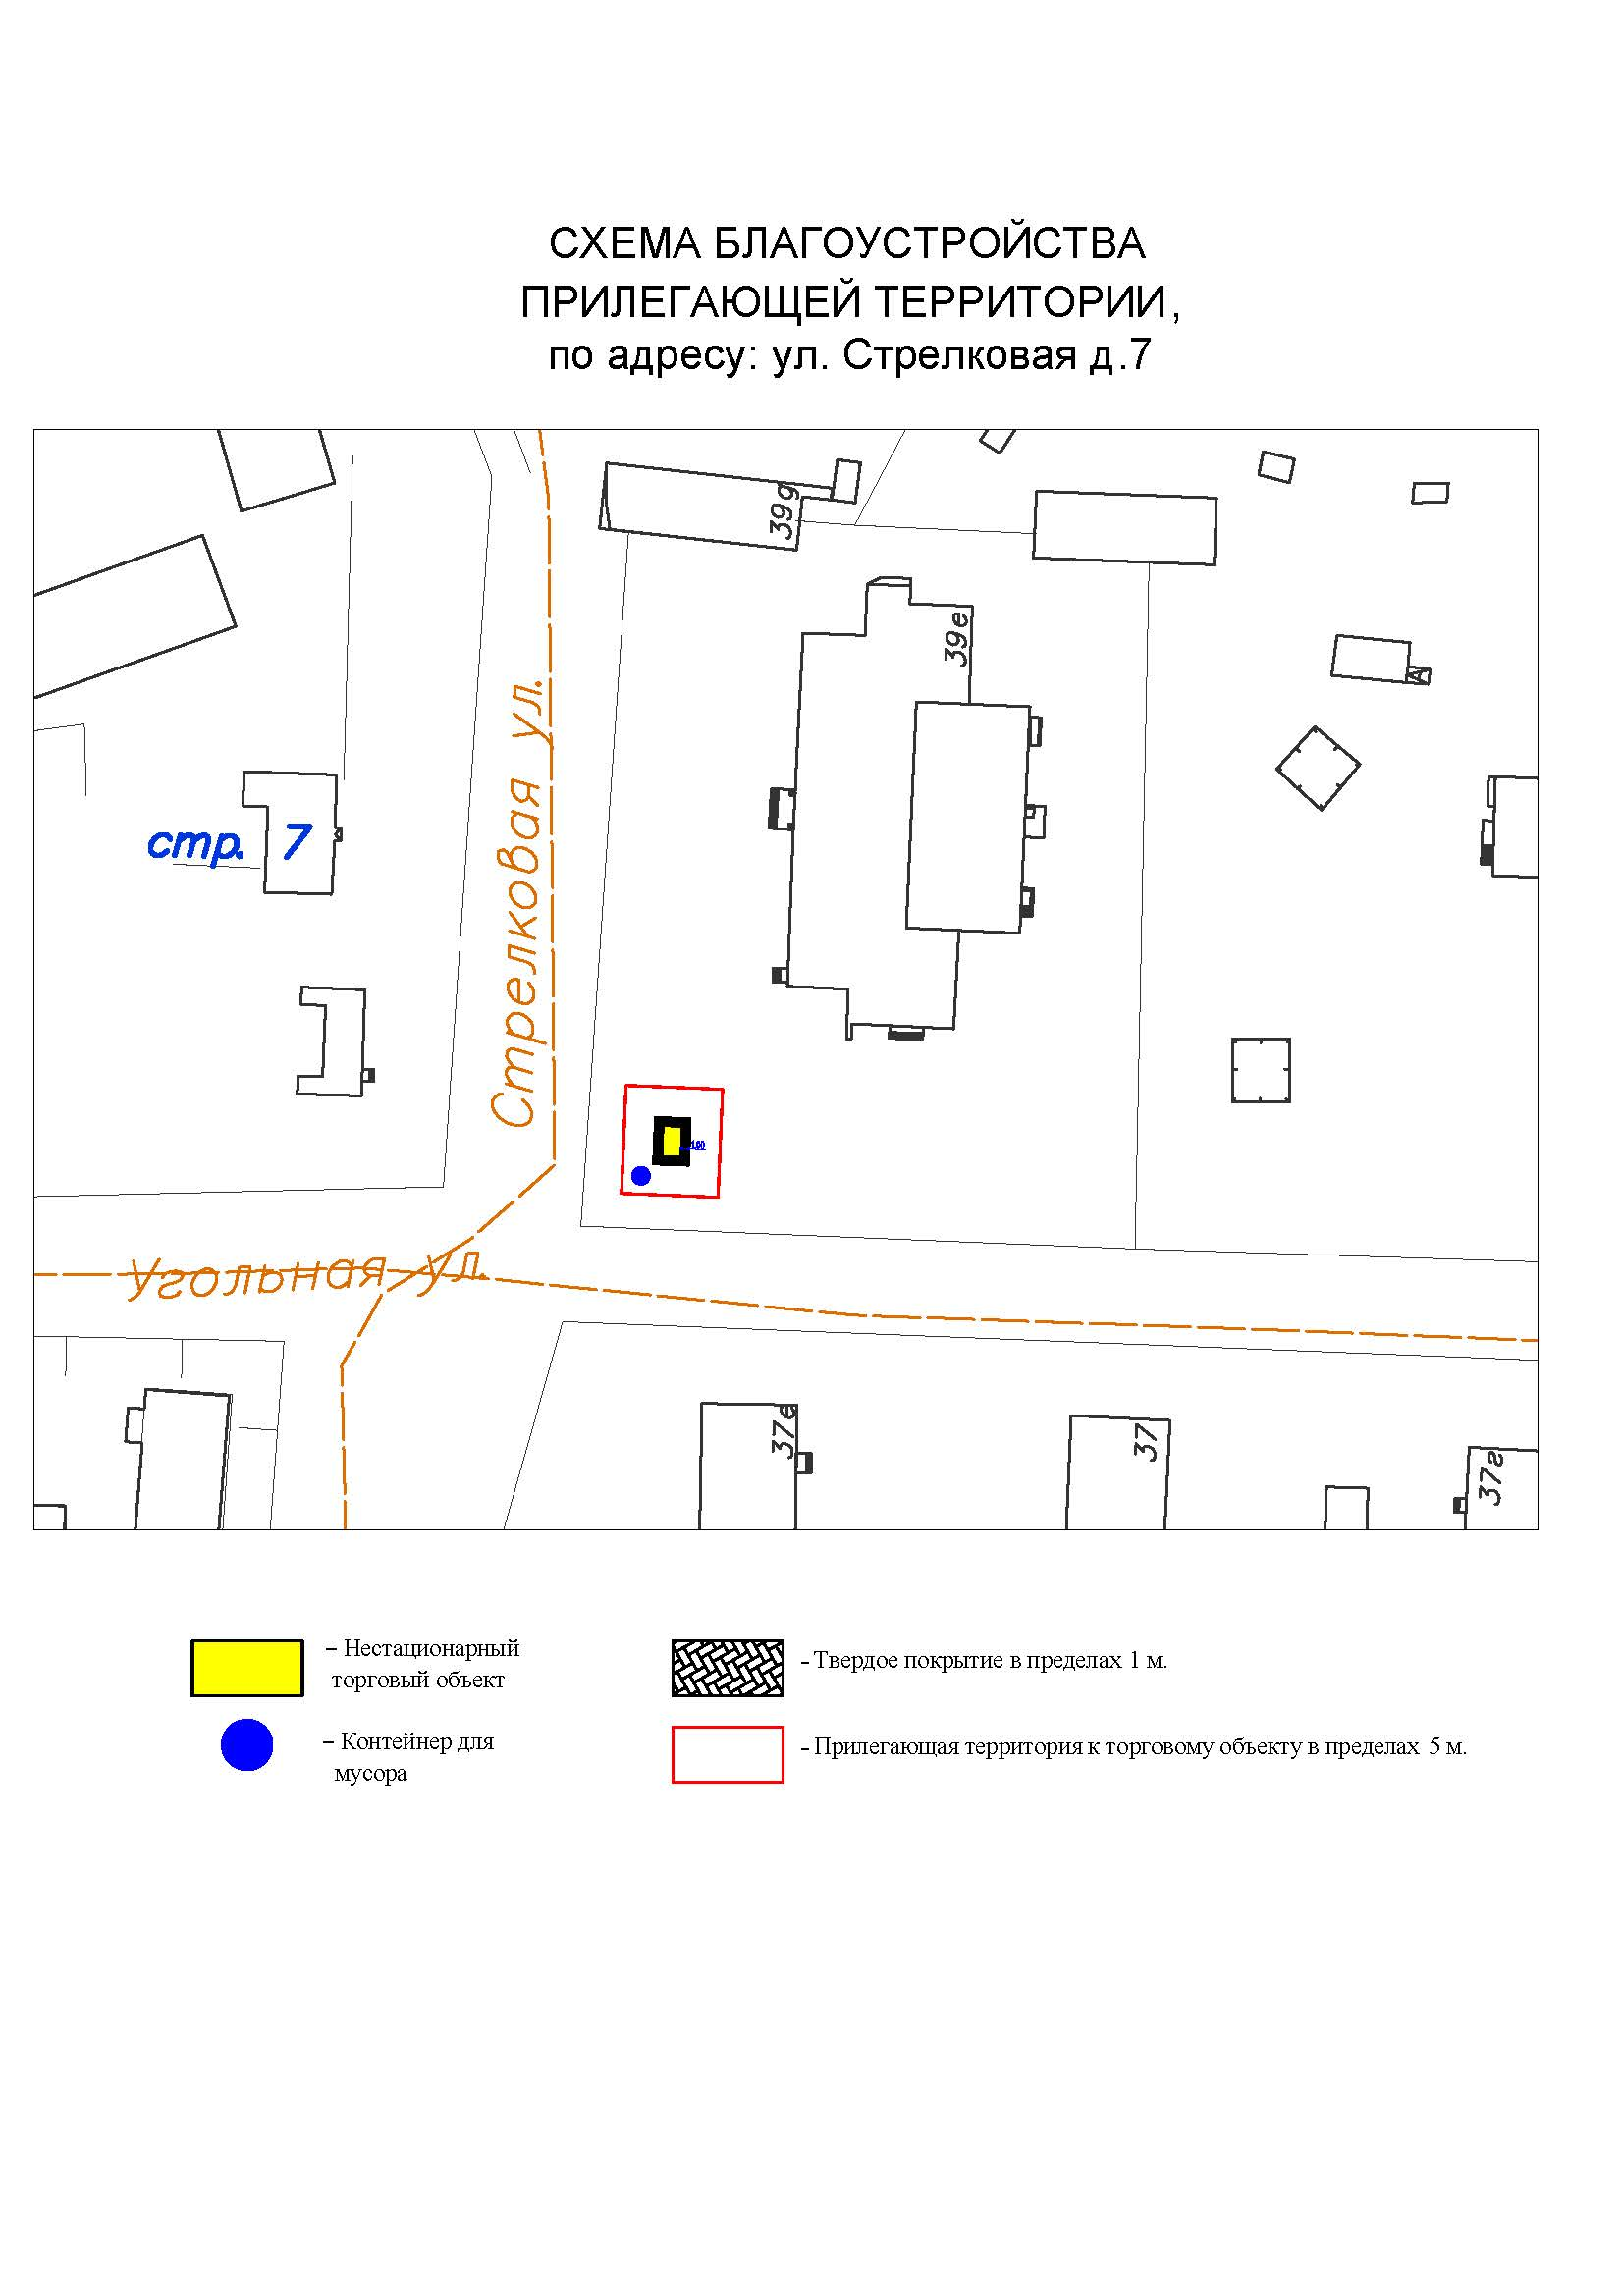 СХЕМА БЛАГОУСТРОЙСТВА
ПРИЛЕГАЮЩЕЙ ТЕРРИТОРИИ,
по адресу: ул. Стрелковая д.7
39g
39е
А
Стрелковая ул.
стр. 7
Угольная ул.
37е
37
37г
– Нестационарный
торговый объект
– Твердое покрытие в пределах 1 м.
– Контейнер для
мусора
– Прилегающая территория к торговому объекту в пределах 5 м.